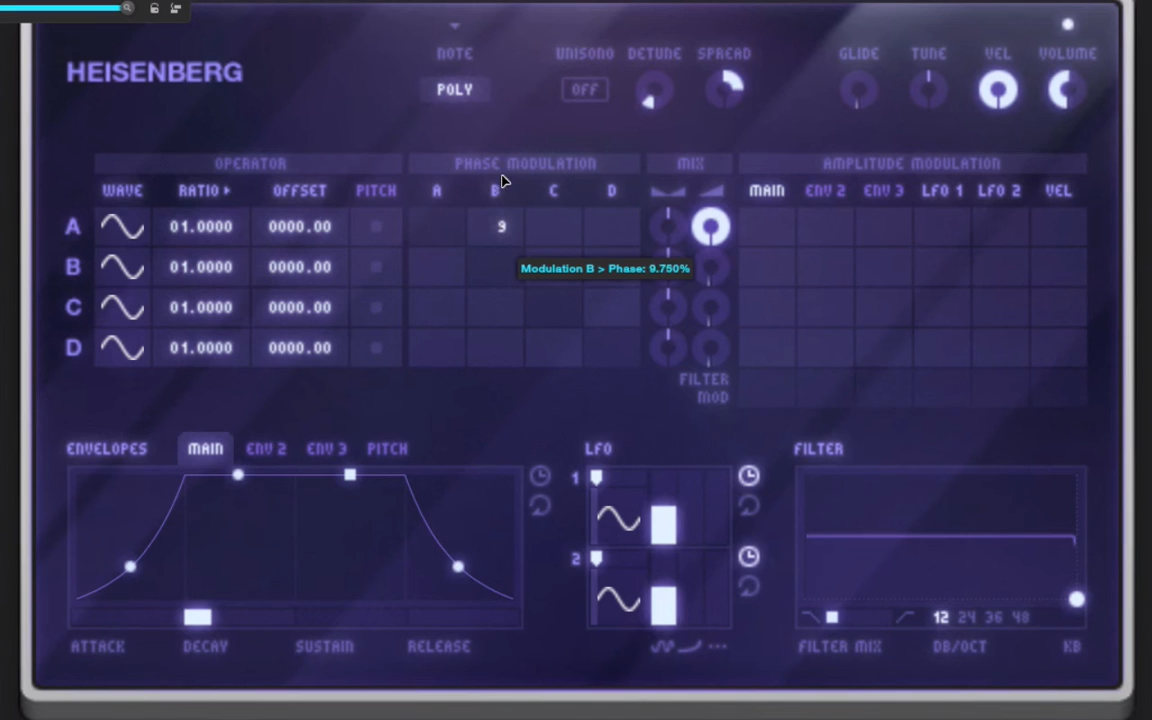 NOTE UNISONO DETUNE SPREAD GLIDE TUNE VEL VOLUME
HEISENBERG
POLY OFF
OPERATOR PHASE MODULATION MIX AMPLITUDE MODULATION
WAVE RATIO OFFSET PITCH A B C D MAIN ENV 2 ENV 3 LFO 1 LFO 2 VEL
A 01.0000 0000.00 9
B 01.0000 0000.00
Modulation B > Phase: 9.750%
C 01.0000 0000.00
D 01.0000 0000.00
FILTER
MOD
ENVELOPES MAIN ENV 2 ENV 3 PITCH LFO FILTER
1
2
12 24 36 48
ATTACK DECAY SUSTAIN RELEASE FILTER MIX DB/OCT KB